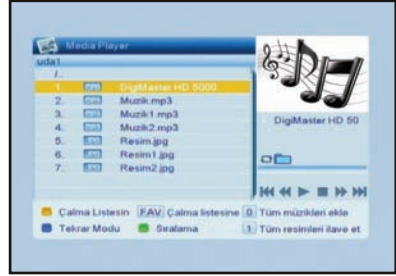 Media Player
uda1
/..
1. DigiMaster HD 5000
2. Muzik.mp3
3. Muzik1.mp3
4. Muzik2.mp3
5. Resim.jpg
6. Resim1.jpg
7. Resim2.jpg
DigiMaster HD 50
Calma Listesin FAV Çalma listesine 0 Tüm müzikleri ekle
Tekrar Modu Sıralama 1 Tüm resimleri ilave et